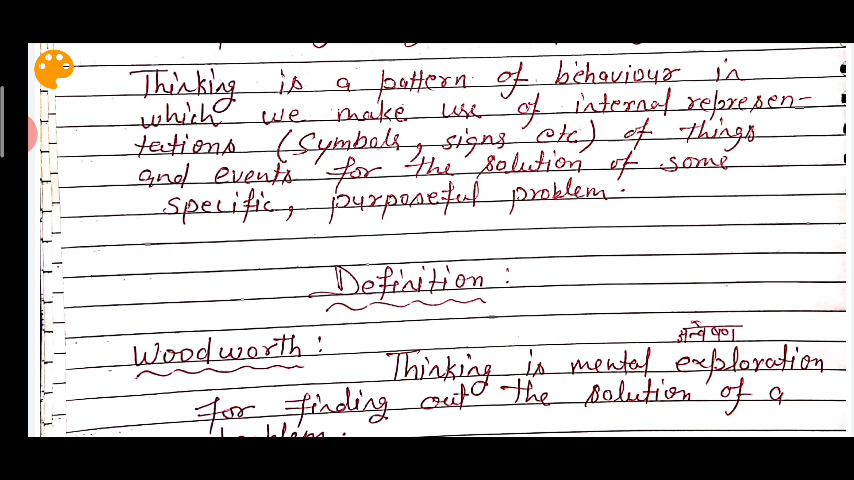 Thinking is a pattern of behaviour in
which we make use of internal represen-
tations (Symbols, signs etc) of things
and events for the solution of some
specific, purposeful problem.
Definition :
अन्वेषण
Woodworth :
Thinking is mental exploration
for finding out the solution of a
problem.